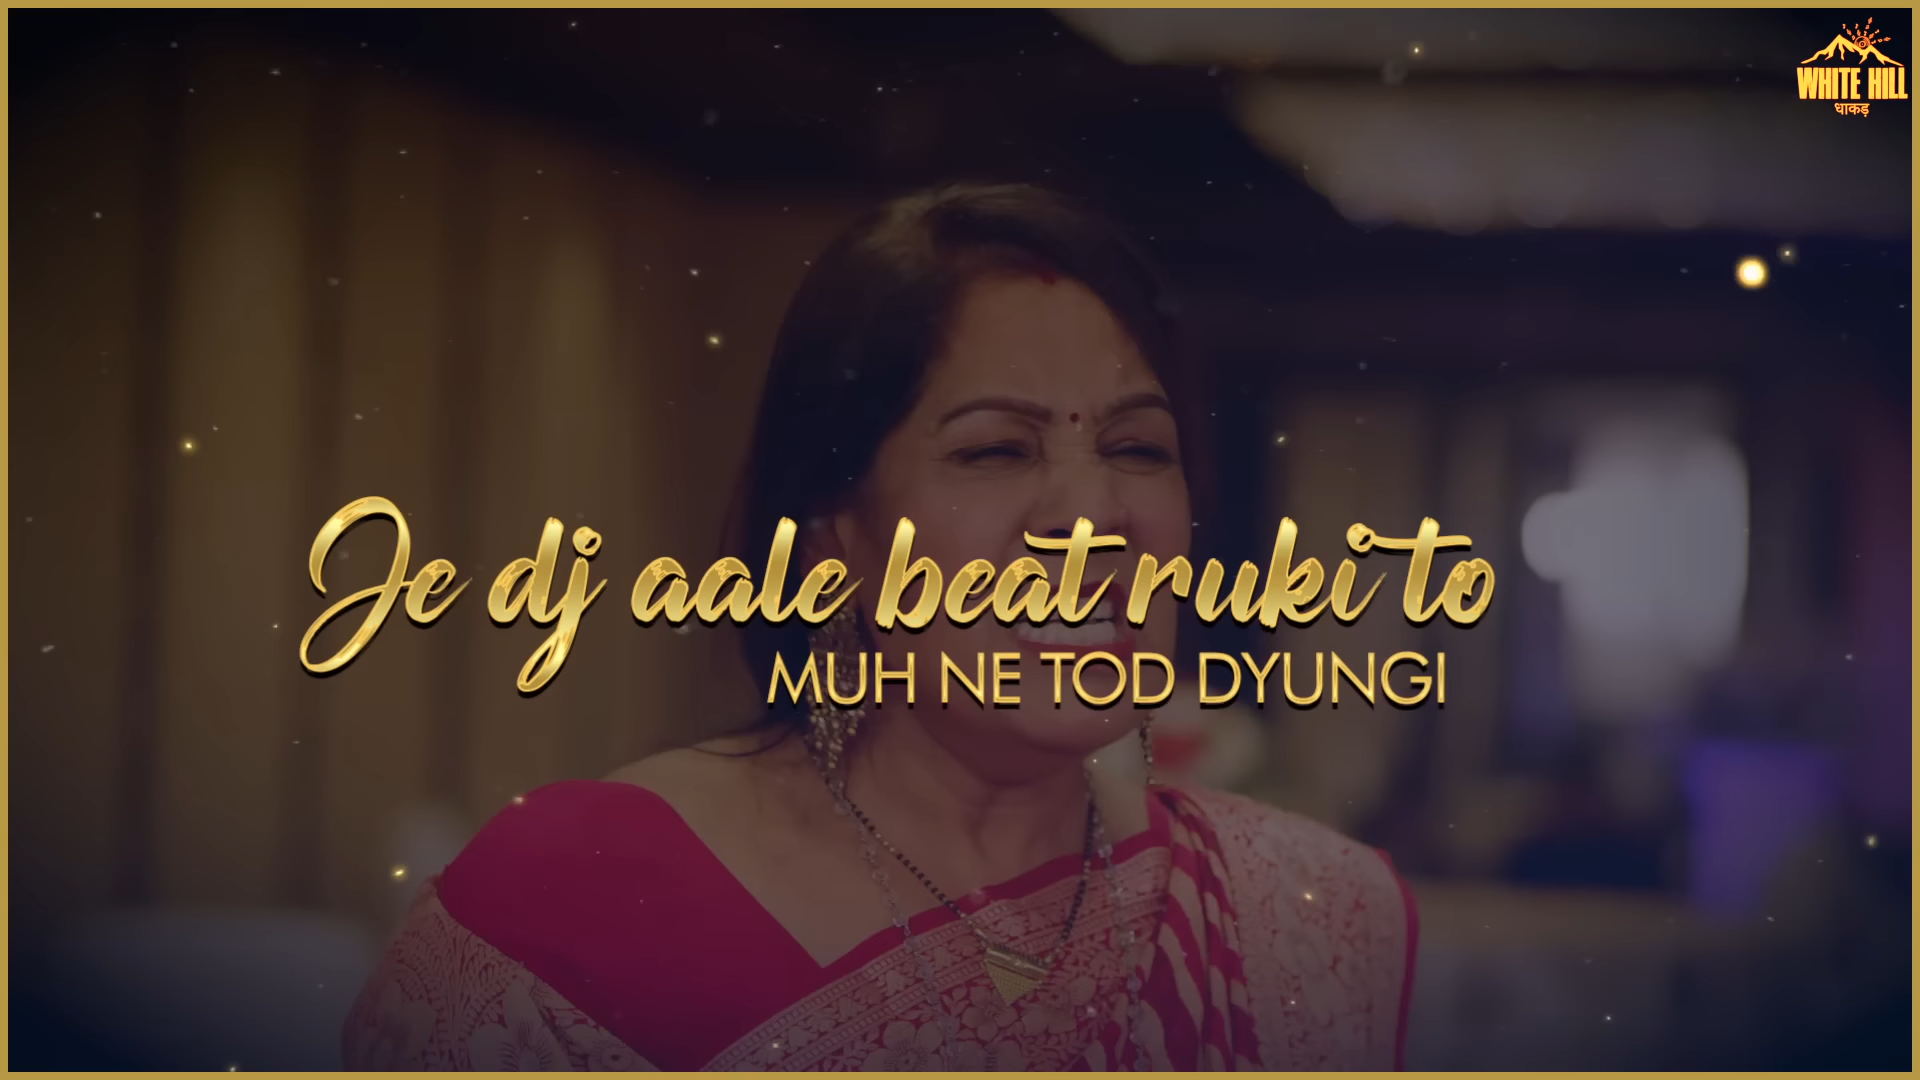 WHITE HILL
धाकड़
Je dj aale beat ruki to
MUH NE TOD DYUNGI